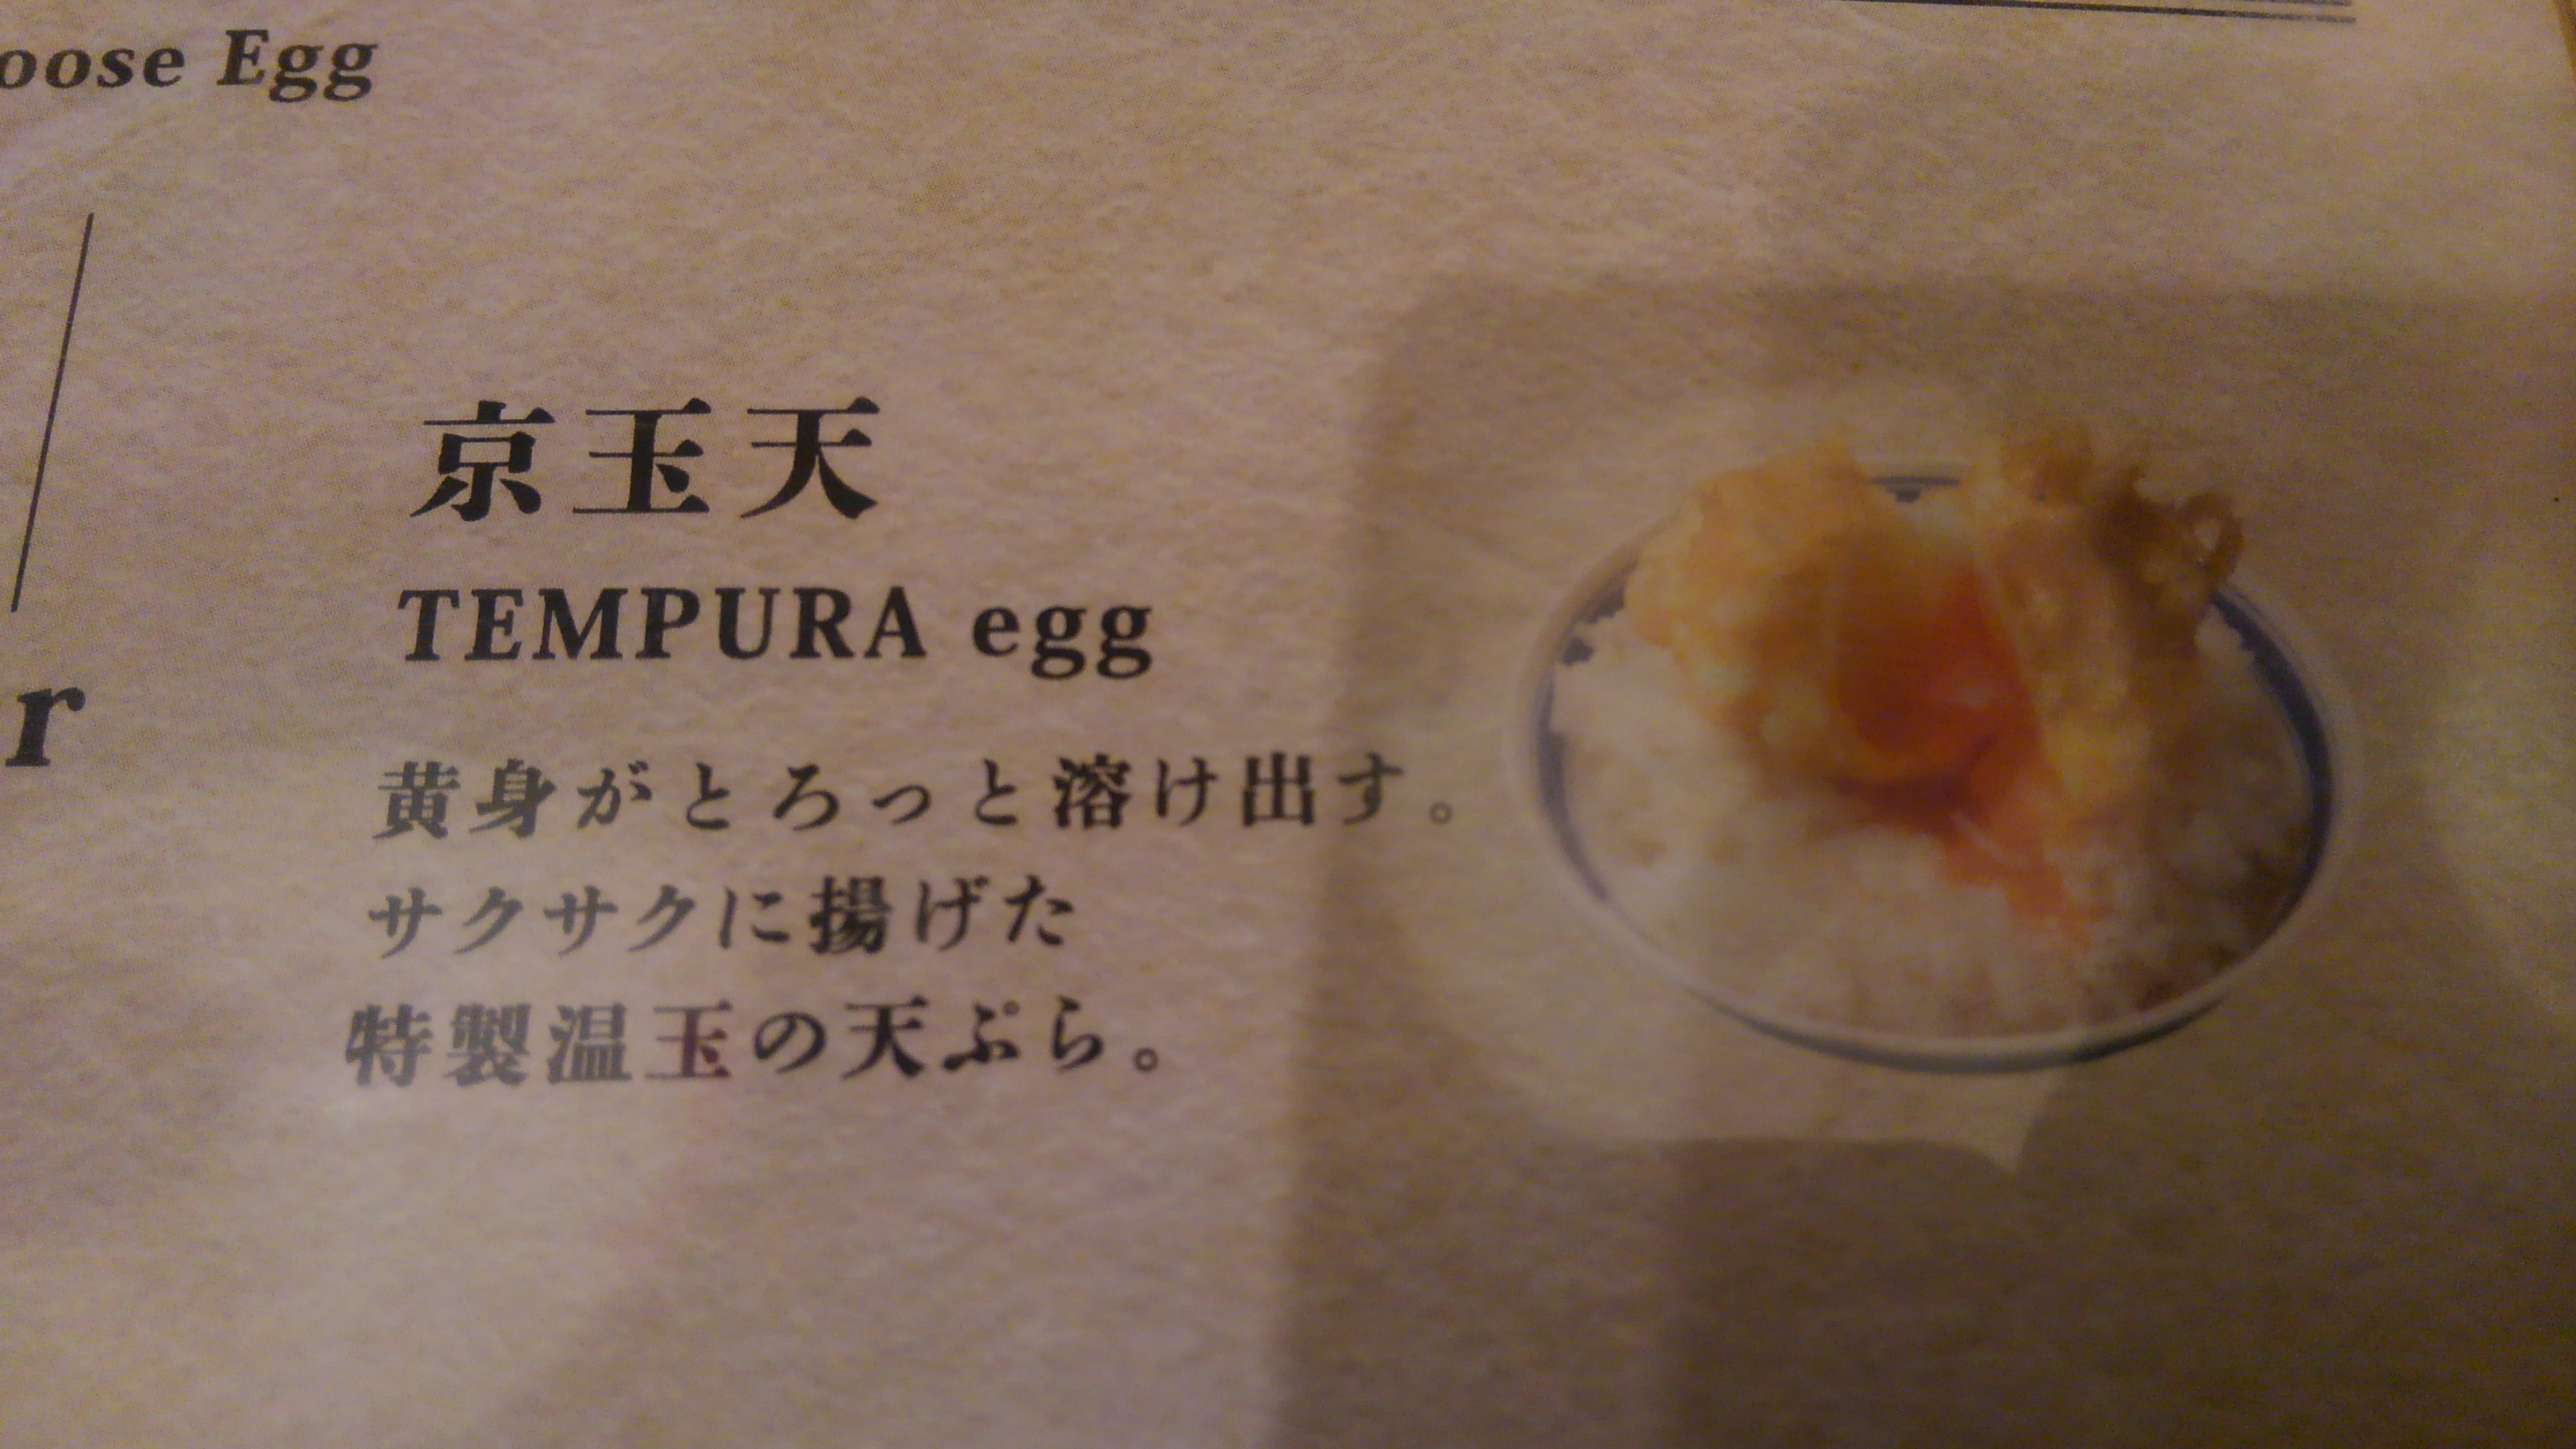 oose Egg
京玉天
TEMPURA egg
r
黄身がとろっと溶け出す。
サクサクに揚げた
特製温玉の天ぷら。